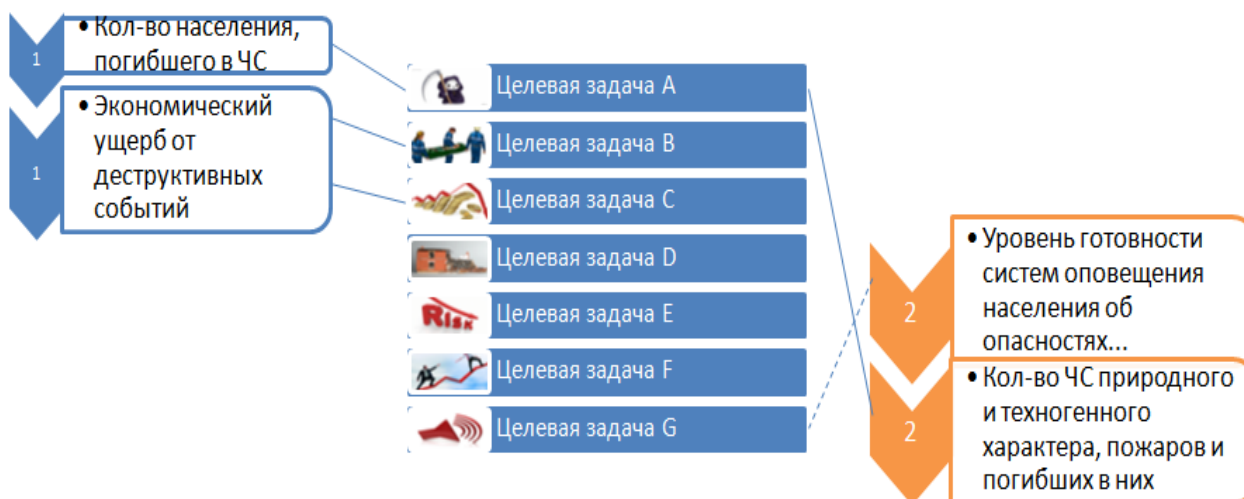 1
• Кол-во населения,
погибшего в ЧС
1
• Экономический
ущерб от
деструктивных
событий
Целевая задача A
Целевая задача B
Целевая задача C
Целевая задача D
Risk
Целевая задача E
Целевая задача F
Целевая задача G
2
• Уровень готовности
систем оповещения
населения об
опасностях...
2
• Кол-во ЧС природного
и техногенного
характера, пожаров и
погибших в них